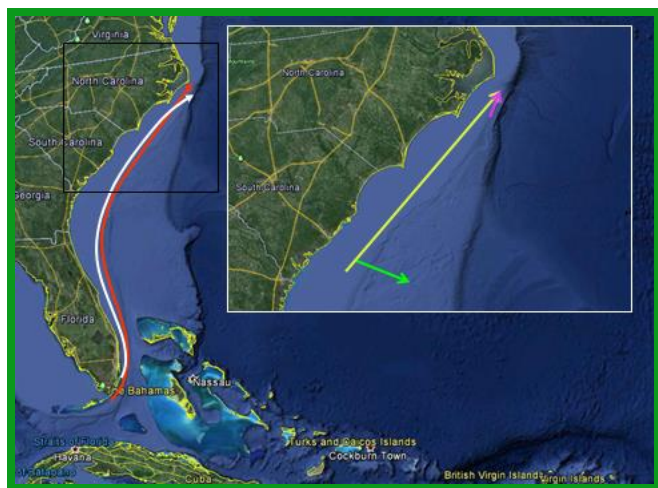 Virginia
North Carolina
South Carolina
Georgia
Florida
The Bahamas
Nassau
Straits of Florida
Havana
Cuba
Turks and Caicos Islands
Cockburn Town
British Virgin Islands
Virgin Islands
North Carolina
South Carolina